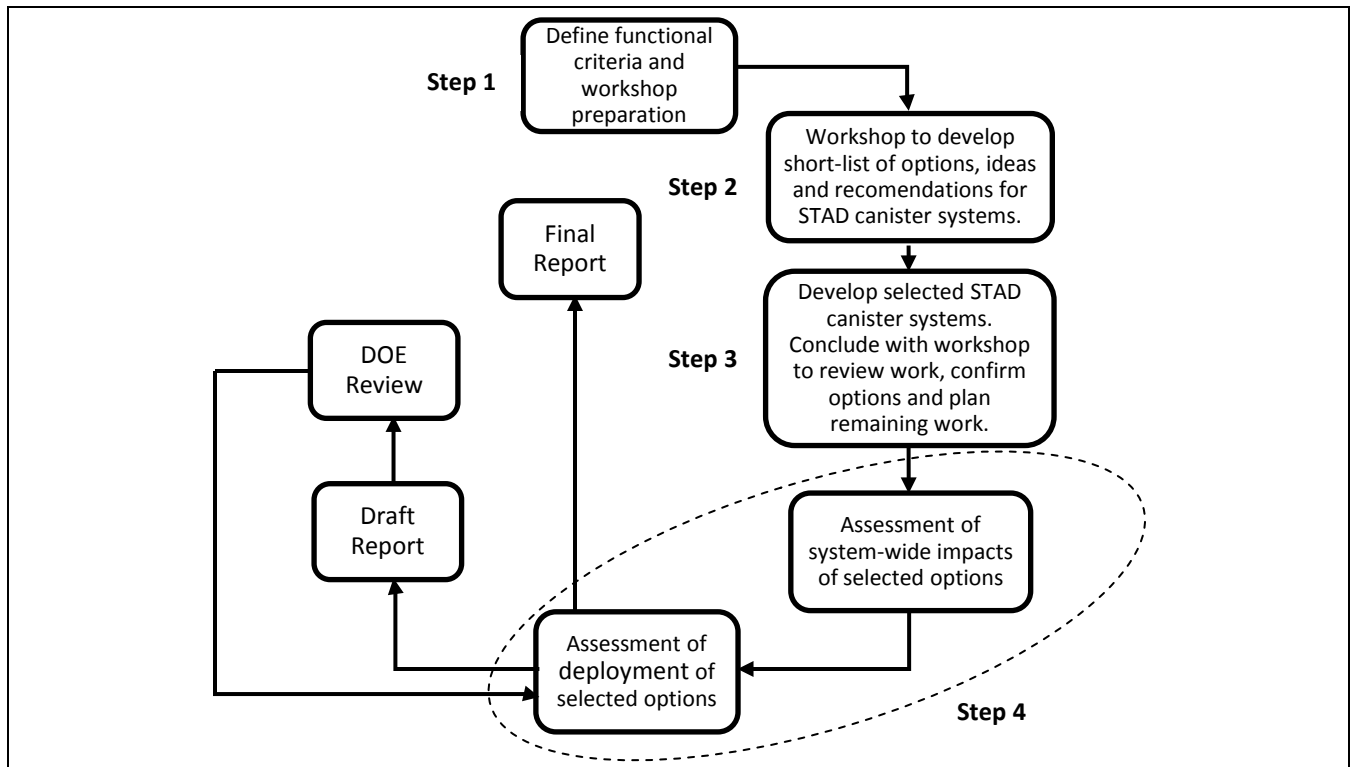 Step 1
Define functional
criteria and
workshop
preparation
Step 2
Workshop to develop
short-list of options, ideas
and recomendations for
STAD canister systems.
Step 3
Develop selected STAD
canister systems.
Conclude with workshop
to review work, confirm
options and plan
remaining work.
Assessment of
system-wide impacts
of selected options
Step 4
Assessment of
deployment of
selected options
Draft
Report
DOE
Review
Final
Report